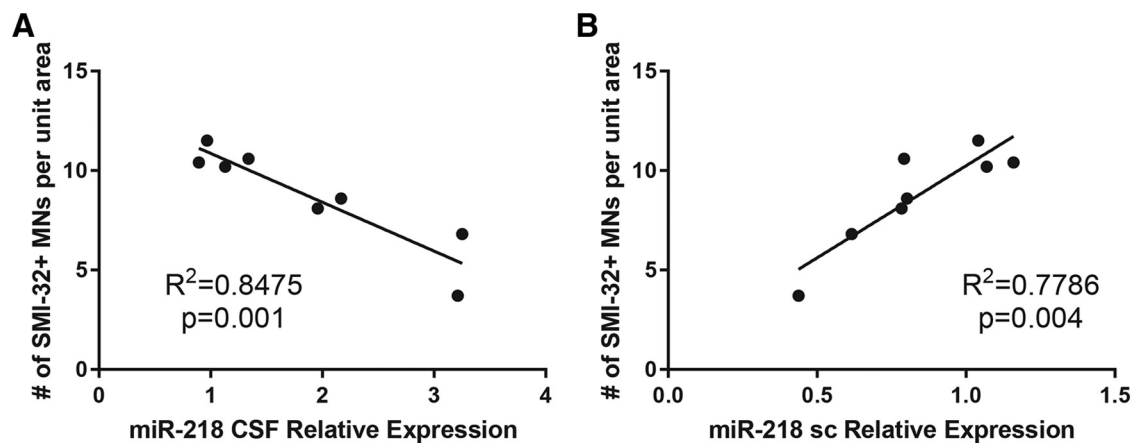 A
# of SMI-32+ MNs per unit area
15
10
5
0
R²=0.8475
p=0.001
0
1
2
3
4
miR-218 CSF Relative Expression
B
# of SMI-32+ MNs per unit area
15
10
5
0
R²=0.7786
p=0.004
0.0
0.5
1.0
1.5
miR-218 sc Relative Expression